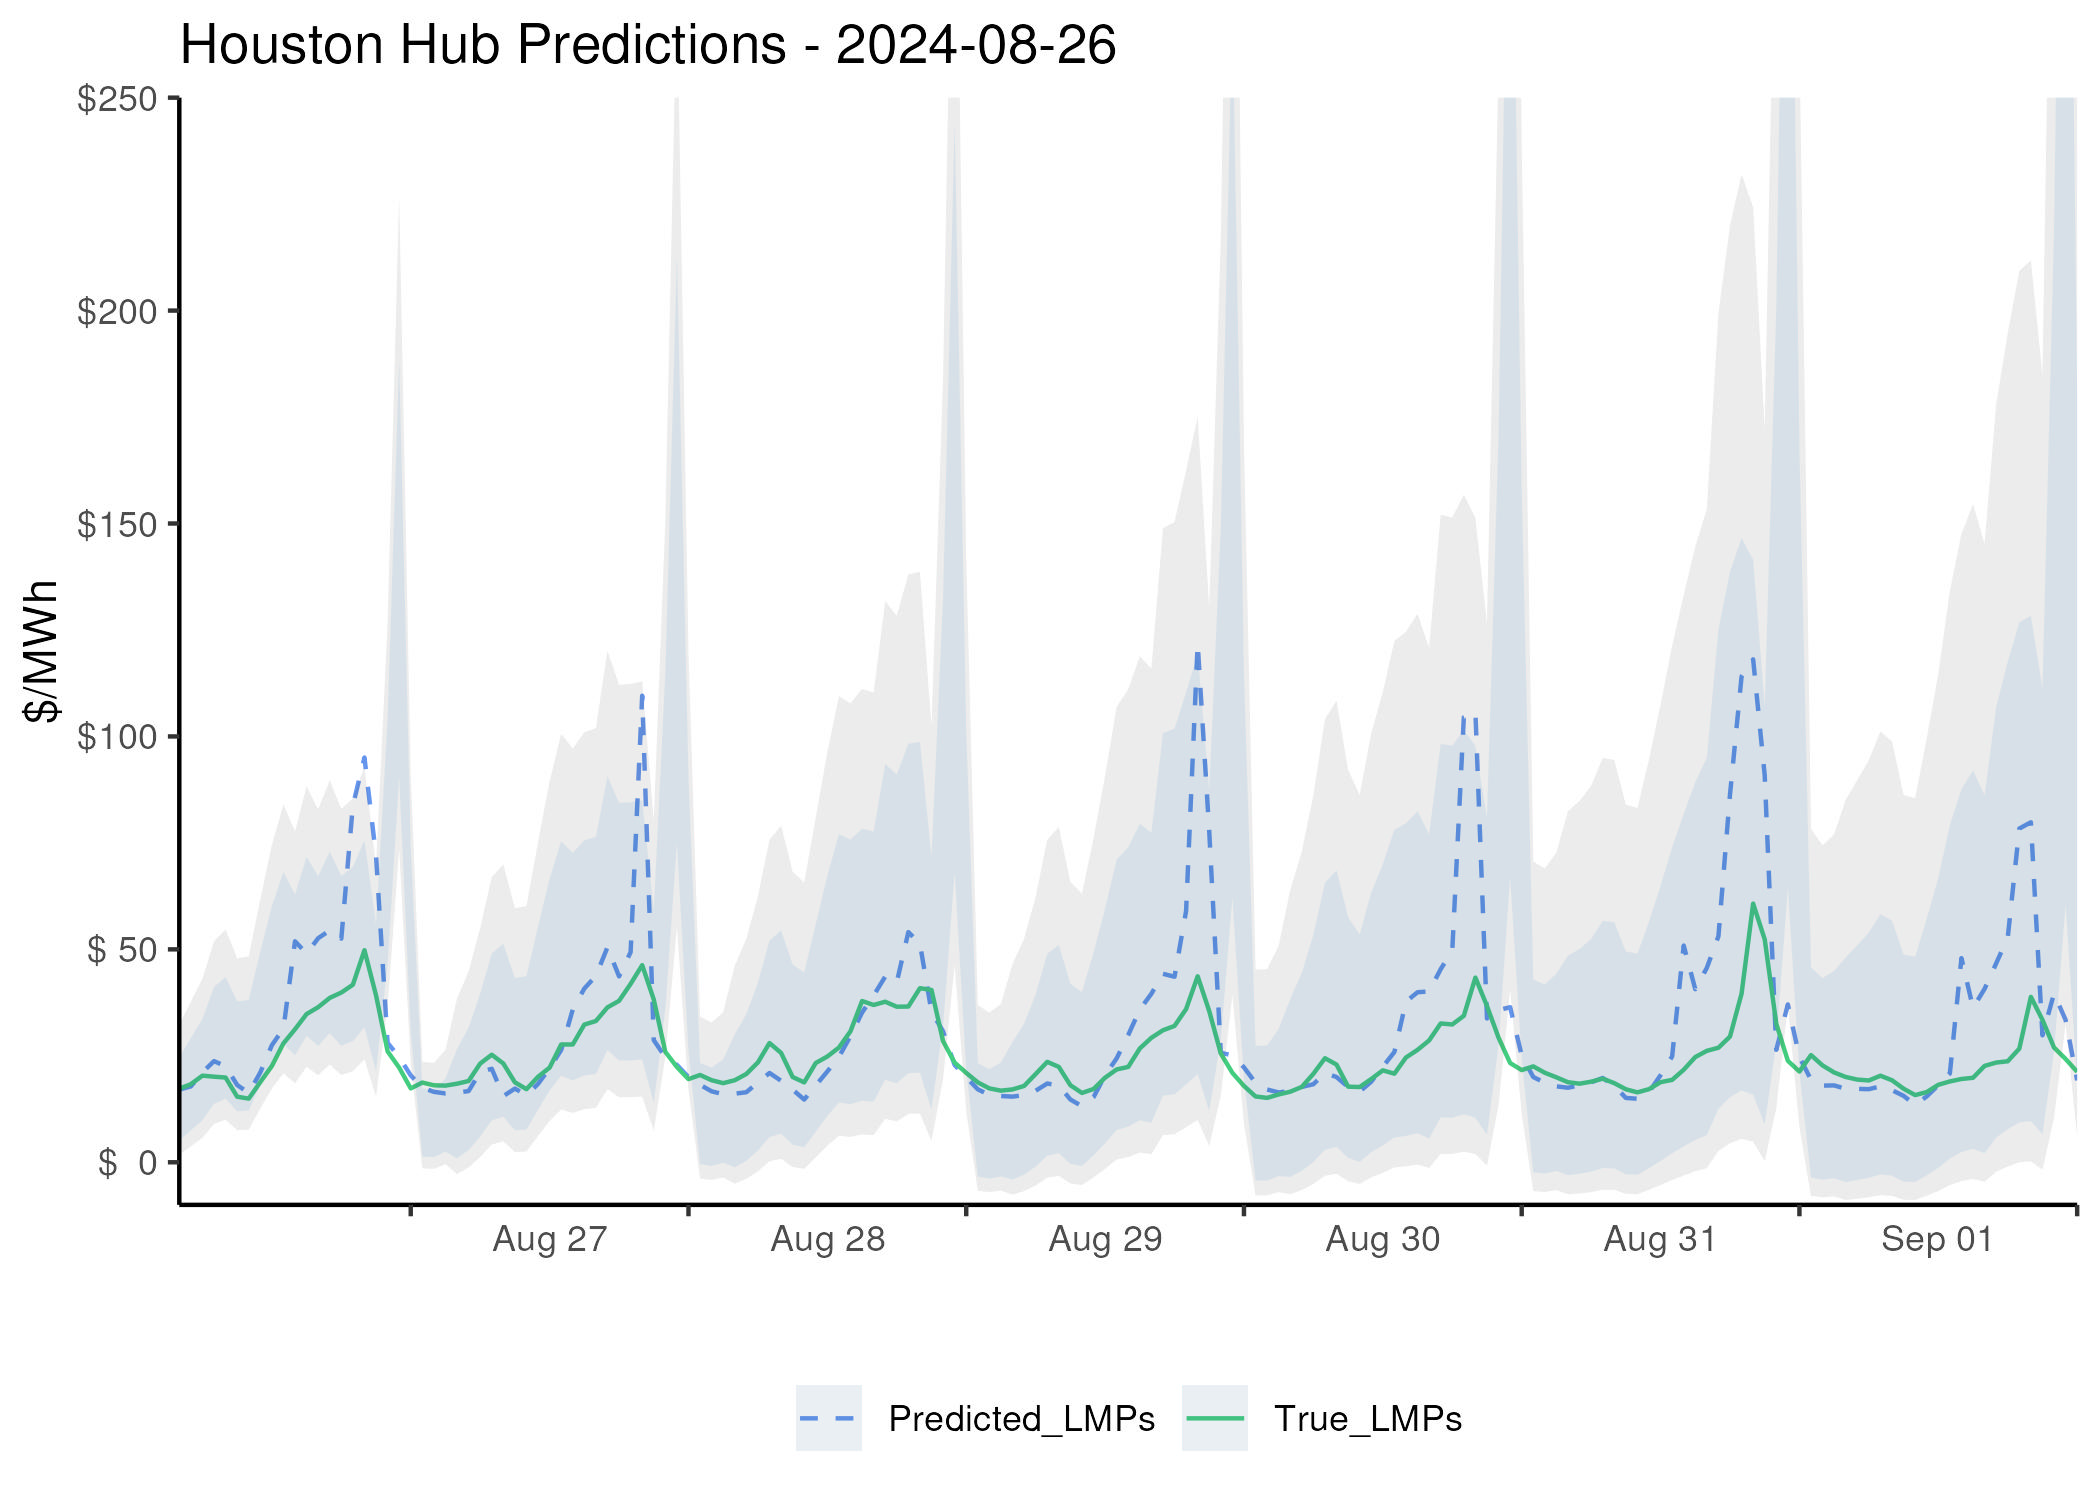 Houston Hub Predictions - 2024-08-26
$250
$200
$150
$100
$ 50
$  0
$/MWh
Aug 27 Aug 28 Aug 29 Aug 30 Aug 31 Sep 01
Predicted_LMPs True_LMPs